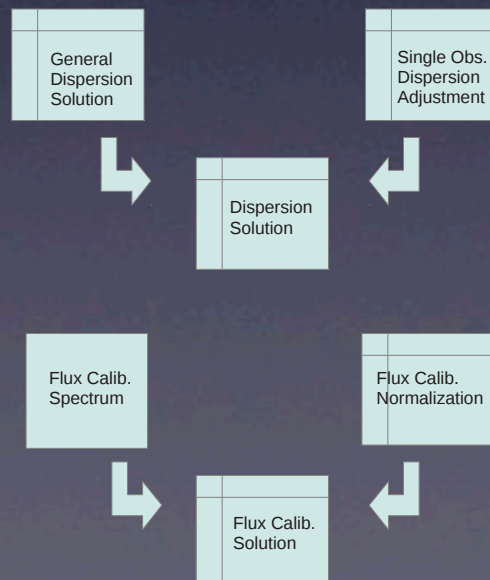 General
Dispersion
Solution
Single Obs.
Dispersion
Adjustment
Dispersion
Solution
Flux Calib.
Spectrum
Flux Calib.
Normalization
Flux Calib.
Solution